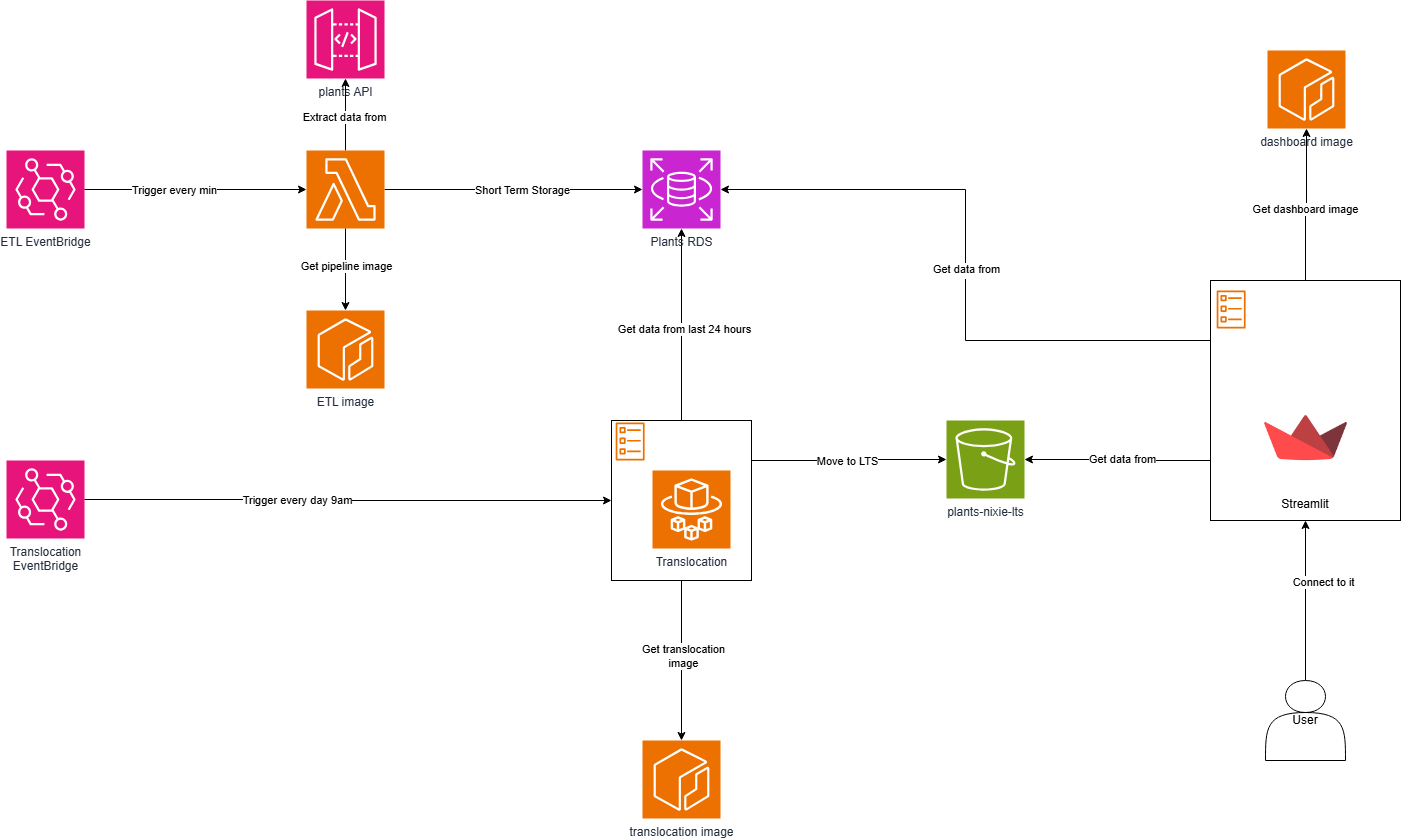 plants API
Extract data from
dashboard image
ETL EventBridge
Trigger every min
Short Term Storage
Plants RDS
Get dashboard image
Get pipeline image
Get data from
ETL image
Get data from last 24 hours
Translocation
EventBridge
Trigger every day 9am
Translocation
Move to LTS
plants-nixie-lts
Get data from
Streamlit
Connect to it
Get translocation
image
User
translocation image